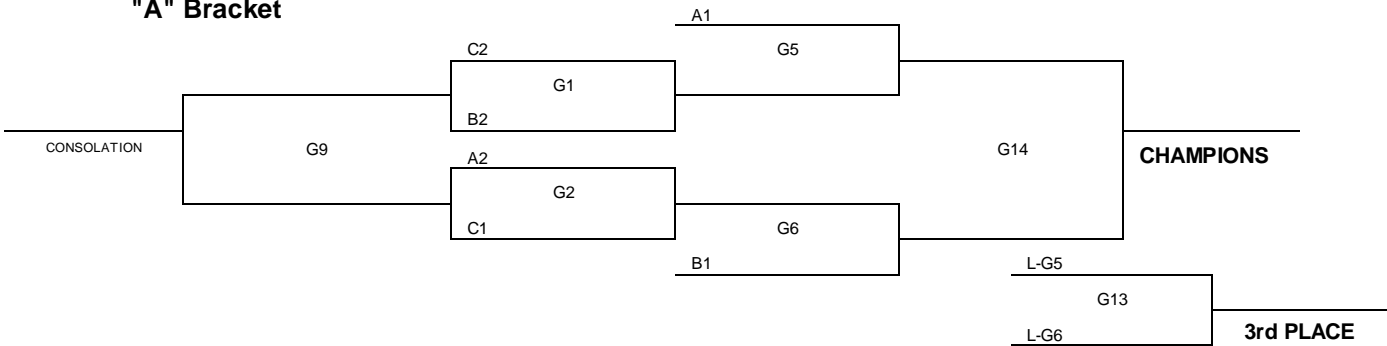 "A" Bracket
A1
C2
G5
G1
B2
CONSOLATION
G9
A2
G14
CHAMPIONS
G2
C1
G6
B1
L-G5
G13
L-G6
3rd PLACE